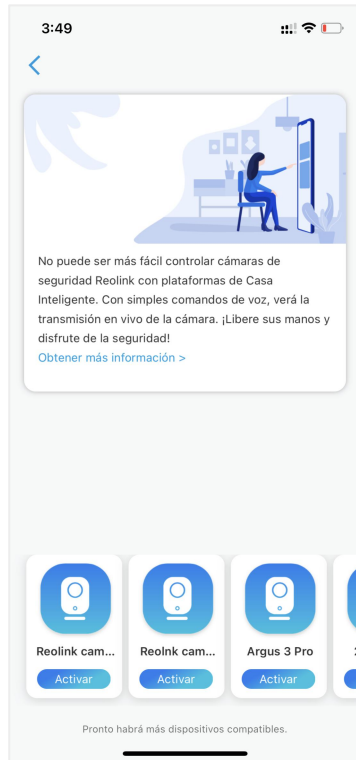 3:49
No puede ser más fácil controlar cámaras de
seguridad Reolink con plataformas de Casa
Inteligente. Con simples comandos de voz, verá la
transmisión en vivo de la cámara. ¡Libere sus manos y
disfrute de la seguridad!
Obtener más información >
Reolink cam...
Reolnk cam...
Argus 3 Pro
Activar
Activar
Activar
Pronto habrá más dispositivos compatibles.